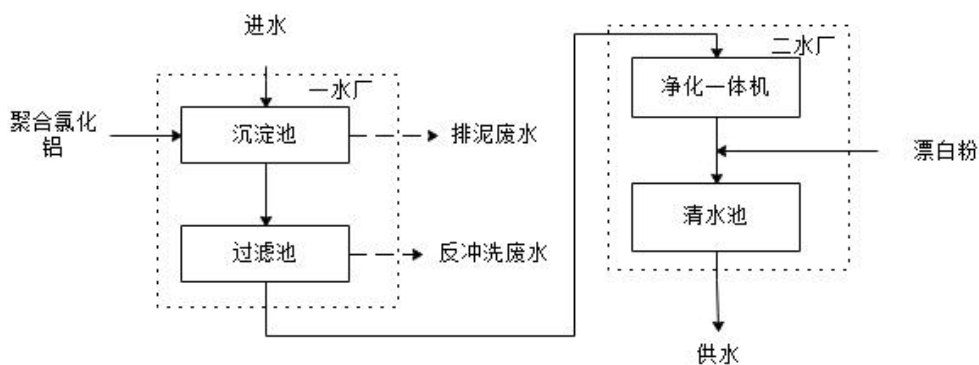 进水
一水厂
聚合氯化
铝
沉淀池
排泥废水
过滤池
反冲洗废水
二水厂
净化一体机
漂白粉
清水池
供水